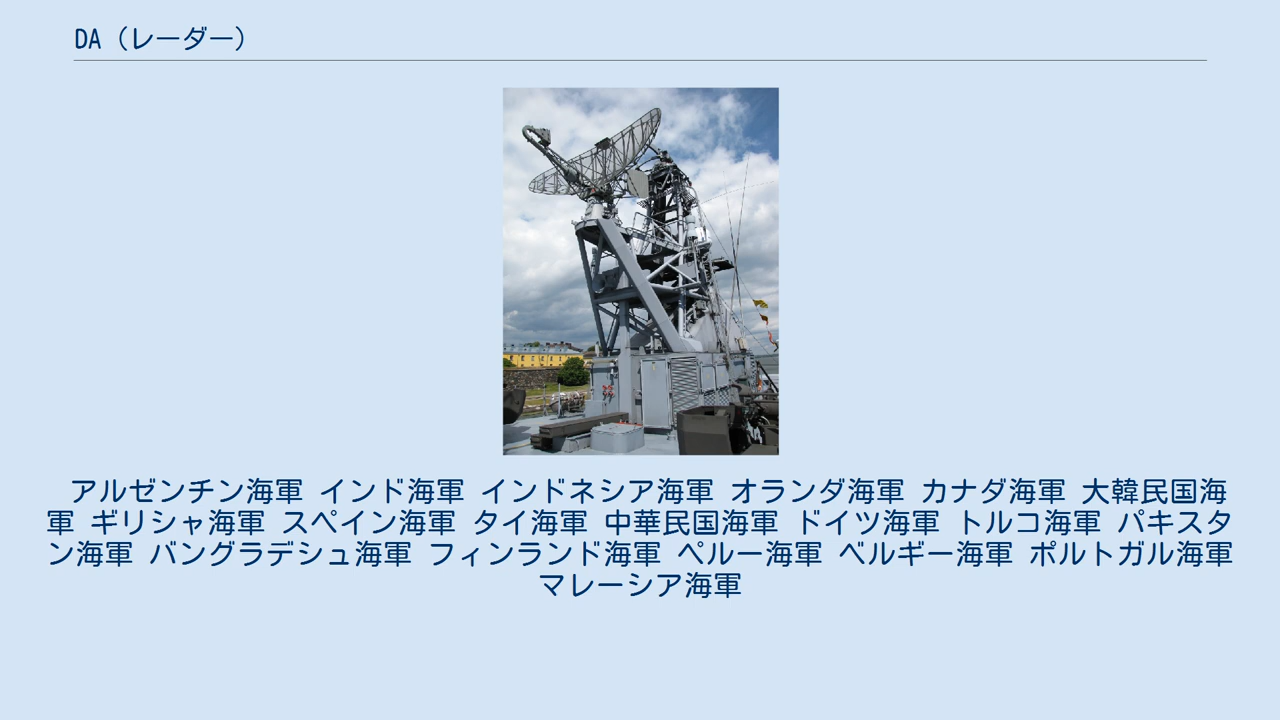 DA（レーダー）
アルゼンチン海軍 インド海軍 インドネシア海軍 オランダ海軍 カナダ海軍 大韓民国海
軍 ギリシャ海軍 スペイン海軍 タイ海軍 中華民国海軍 ドイツ海軍 トルコ海軍 パキスタ
ン海軍 バングラデシュ海軍 フィンランド海軍 ペルー海軍 ベルギー海軍 ポルトガル海軍
マレーシア海軍